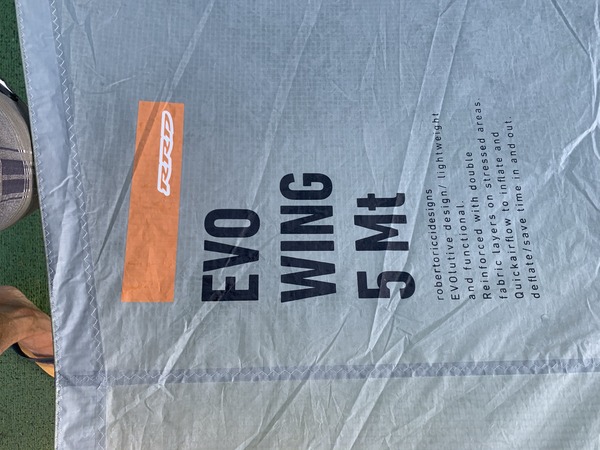 RRD
EVO
WING
5 Mt
robertoriccidesigns
EVOlutive design/ lightweight
and functional.
Reinforced with double
fabric layers on stressed areas.
Quickairflow to inflate and
deflate/save time in and out.